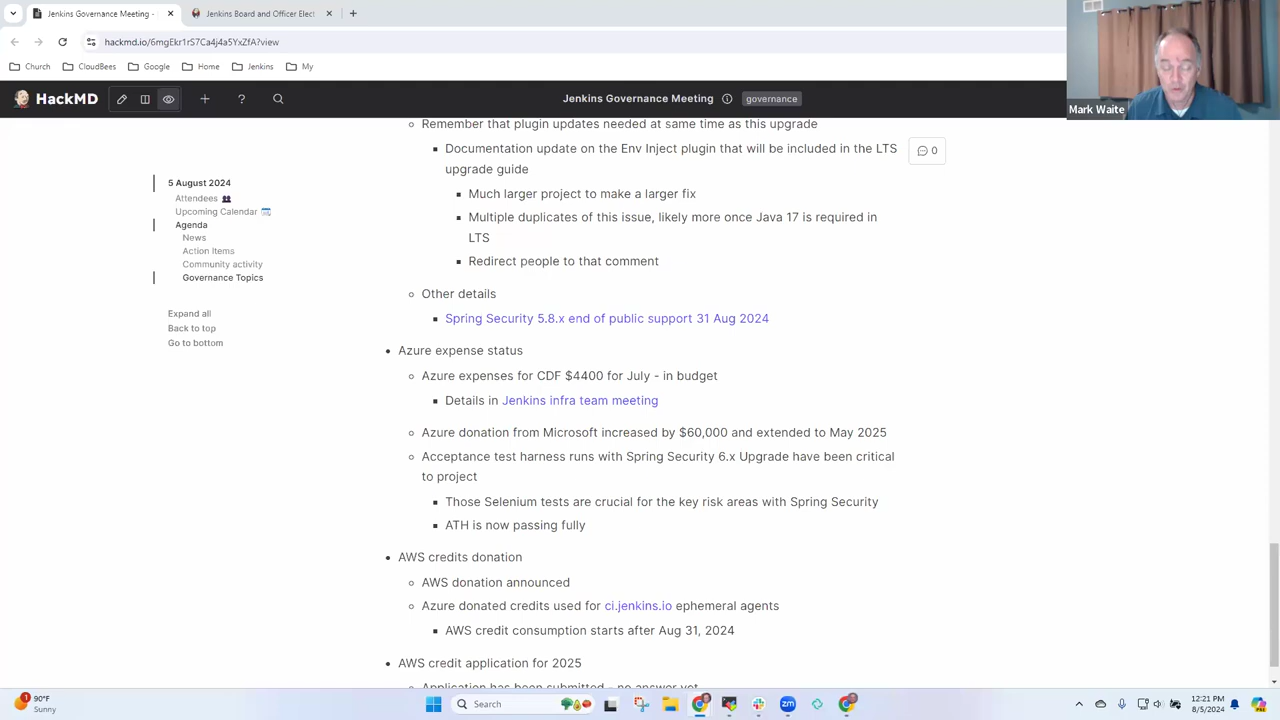 Jenkins Governance Meeting -
Jenkins Board and Officer Elect
hackmd.io/6mgEkr1rS7Ca4j4a5YxZfA?view
Church
CloudBees
Google
Home
Jenkins
My
HackMD
Jenkins Governance Meeting
governance
Mark Waite
5 August 2024
Attendees
Upcoming Calendar
Agenda
News
Action Items
Community activity
Governance Topics
Expand all
Back to top
Go to bottom
Remember that plugin updates needed at same time as this upgrade
Documentation update on the Env Inject plugin that will be included in the LTS
upgrade guide
0
Much larger project to make a larger fix
Multiple duplicates of this issue, likely more once Java 17 is required in
LTS
Redirect people to that comment
Other details
Spring Security 5.8.x end of public support 31 Aug 2024
Azure expense status
Azure expenses for CDF $4400 for July - in budget
Details in Jenkins infra team meeting
Azure donation from Microsoft increased by $60,000 and extended to May 2025
Acceptance test harness runs with Spring Security 6.x Upgrade have been critical
to project
Those Selenium tests are crucial for the key risk areas with Spring Security
ATH is now passing fully
AWS credits donation
AWS donation announced
Azure donated credits used for ci.jenkins.io ephemeral agents
AWS credit consumption starts after Aug 31, 2024
AWS credit application for 2025
Application has been submitted - no answer yet
1
90°F
Sunny
Search
12:21 PM
8/5/2024